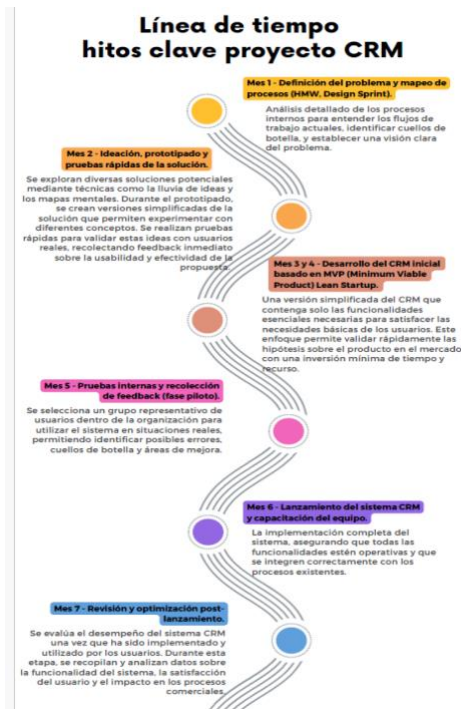 Línea de tiempo
hitos clave proyecto CRM
Mes 1 - Definición del problema y mapeo de
procesos (HMW, Design Sprint).
Análisis detallado de los procesos
internos para entender los flujos de
trabajo actuales, identificar cuellos de
botella, y establecer una visión clara
del problema.
Mes 2 - Ideación, prototipado y
pruebas rápidas de la solución.
Se exploran diversas soluciones potenciales
mediante técnicas como la lluvia de ideas y
los mapas mentales. Durante el prototipado,
se crean versiones simplificadas de la
solución que permiten experimentar con
diferentes conceptos. Se realizan pruebas
rápidas para validar estas ideas con usuarios
reales, recolectando feedback inmediato
sobre la usabilidad y efectividad de la
propuesta.
Mes 3 y 4 - Desarrollo del CRM inicial
basado en MVP (Minimum Viable
Product) Lean Startup.
Una versión simplificada del CRM que
contenga solo las funcionalidades
esenciales necesarias para satisfacer las
necesidades básicas de los usuarios. Este
enfoque permite validar rápidamente las
hipótesis sobre el producto en el mercado
con una inversión mínima de tiempo y
recurso.
Mes 5 - Pruebas internas y recolección
de feedback (fase piloto).
Se selecciona un grupo representativo de
usuarios dentro de la organización para
utilizar el sistema en situaciones reales,
permitiendo identificar posibles errores,
cuellos de botella y áreas de mejora.
Mes 6 - Lanzamiento del sistema CRM
y capacitación del equipo.
La implementación completa del
sistema, asegurando que todas las
funcionalidades estén operativas y que
se integren correctamente con los
procesos existentes.
Mes 7 - Revisión y optimización post-
lanzamiento.
Se evalúa el desempeño del sistema CRM
una vez que ha sido implementado y
utilizado por los usuarios. Durante esta
etapa, se recopilan y analizan datos sobre
la funcionalidad del sistema, la satisfacción
del usuario y el impacto en los procesos
comerciales.